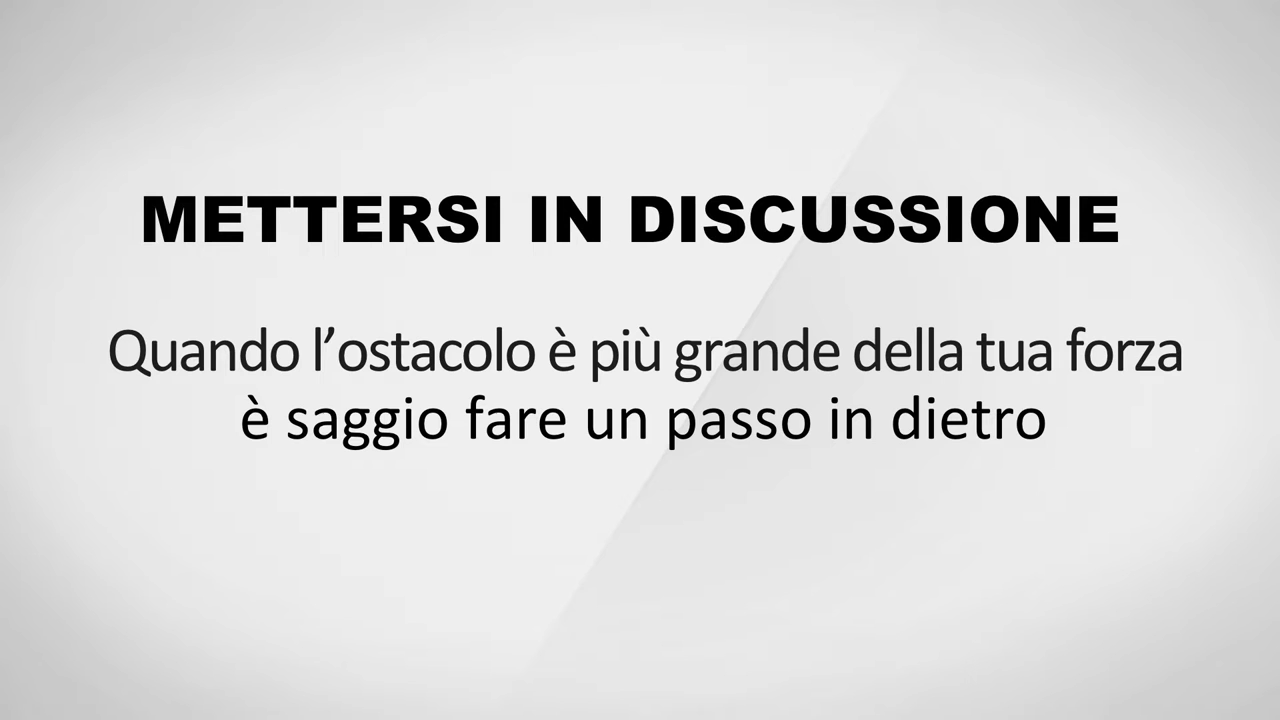 METTERSI IN DISCUSSIONE
Quando l’ostacolo è più grande della tua forza
è saggio fare un passo in dietro